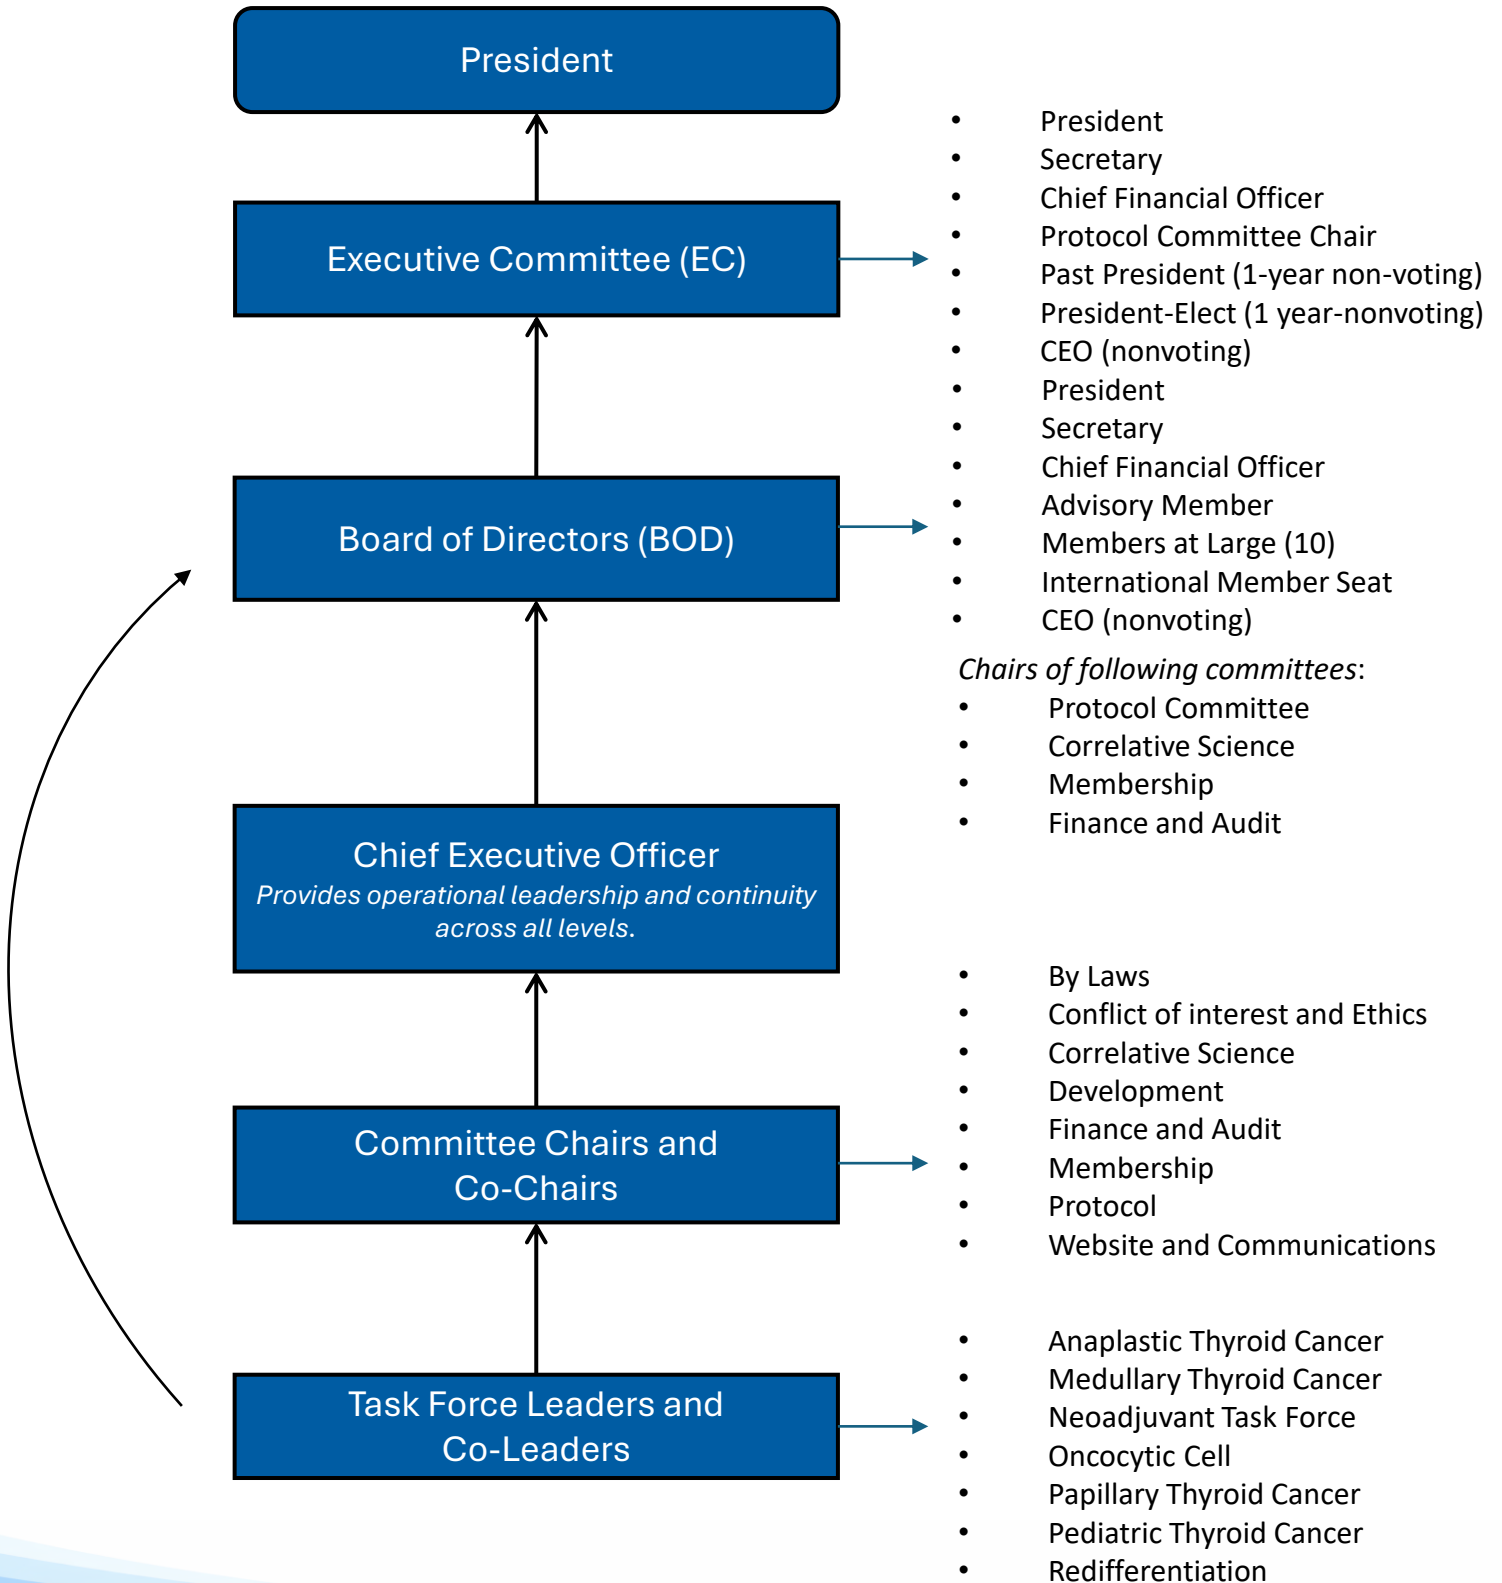 President
Executive Committee (EC)
• President
• Secretary
• Chief Financial Officer
• Protocol Committee Chair
• Past President (1-year non-voting)
• President-Elect (1 year-nonvoting)
• CEO (nonvoting)
Board of Directors (BOD)
• President
• Secretary
• Chief Financial Officer
• Advisory Member
• Members at Large (10)
• International Member Seat
• CEO (nonvoting)
Chairs of following committees:
• Protocol Committee
• Correlative Science
• Membership
• Finance and Audit
Chief Executive Officer
Provides operational leadership and continuity
across all levels.
Committee Chairs and
Co-Chairs
• By Laws
• Conflict of interest and Ethics
• Correlative Science
• Development
• Finance and Audit
• Membership
• Protocol
• Website and Communications
Task Force Leaders and
Co-Leaders
• Anaplastic Thyroid Cancer
• Medullary Thyroid Cancer
• Neoadjuvant Task Force
• Oncocytic Cell
• Papillary Thyroid Cancer
• Pediatric Thyroid Cancer
• Redifferentiation